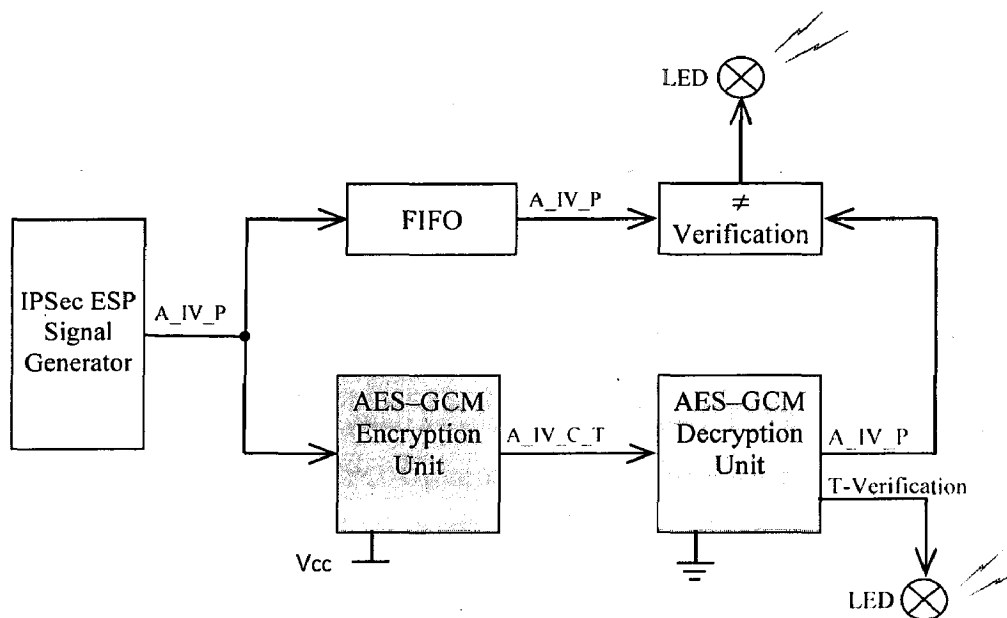 LED
A_IV_P
FIFO
≠
Verification
IPSec ESP
Signal
Generator
A_IV_P
AES–GCM
Encryption
Unit
A_IV_C_T
AES–GCM
Decryption
Unit
A_IV_P
T-Verification
Vcc
LED